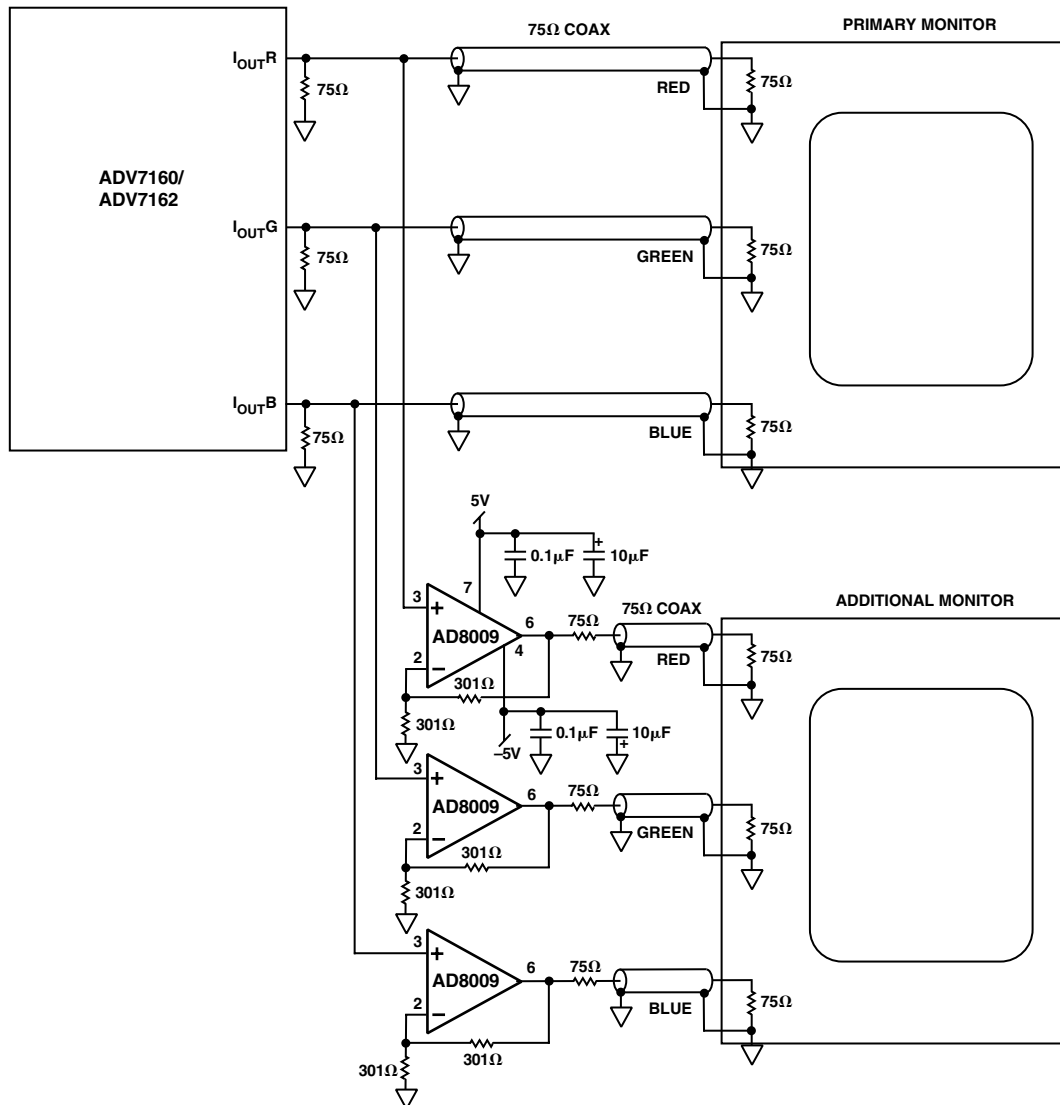 75Ω COAX
PRIMARY MONITOR
IOUTR
75Ω
RED
75Ω
ADV7160/
ADV7162
IOUTG
75Ω
GREEN
75Ω
IOUTB
75Ω
BLUE
75Ω
5V
0.1µF
+
10µF
7
3
+
AD8009
6
2
−
4
75Ω
75Ω COAX
RED
ADDITIONAL MONITOR
75Ω
301Ω
301Ω
−5V
0.1µF
10µF
+
3
+
AD8009
6
2
−
75Ω
GREEN
75Ω
301Ω
301Ω
3
+
AD8009
6
2
−
75Ω
BLUE
75Ω
301Ω
301Ω